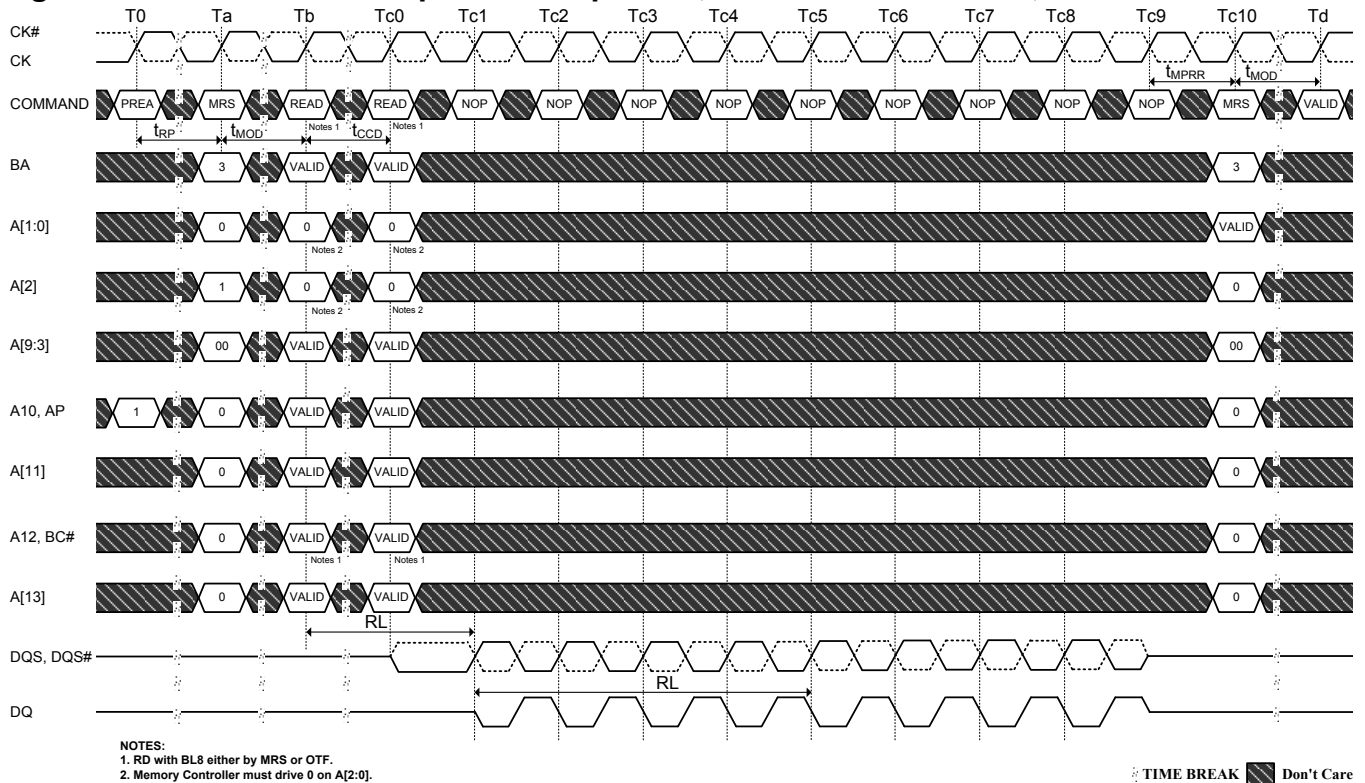 T0 Ta Tb Tc0 Tc1 Tc2 Tc3 Tc4 Tc5 Tc6 Tc7 Tc8 Tc9 Tc10 Td
CK#
CK
tMPRR tMOD
COMMAND PREA MRS READ READ NOP NOP NOP NOP NOP NOP NOP NOP NOP MRS VALID
Notes 1 Notes 1
tRP tMOD tCCD
BA 3 VALID VALID 3
A[1:0] 0 0 0 VALID
Notes 2 Notes 2
A[2] 1 0 0 0
Notes 2 Notes 2
A[9:3] 00 VALID VALID 00
A10, AP 1 0 VALID VALID 0
A[11] 0 VALID VALID 0
A12, BC# 0 VALID VALID 0
Notes 1 Notes 1
A[13] 0 VALID VALID 0
RL
DQS, DQS#
RL
DQ
NOTES:
1. RD with BL8 either by MRS or OTF.
2. Memory Controller must drive 0 on A[2:0].
TIME BREAK Don't Care